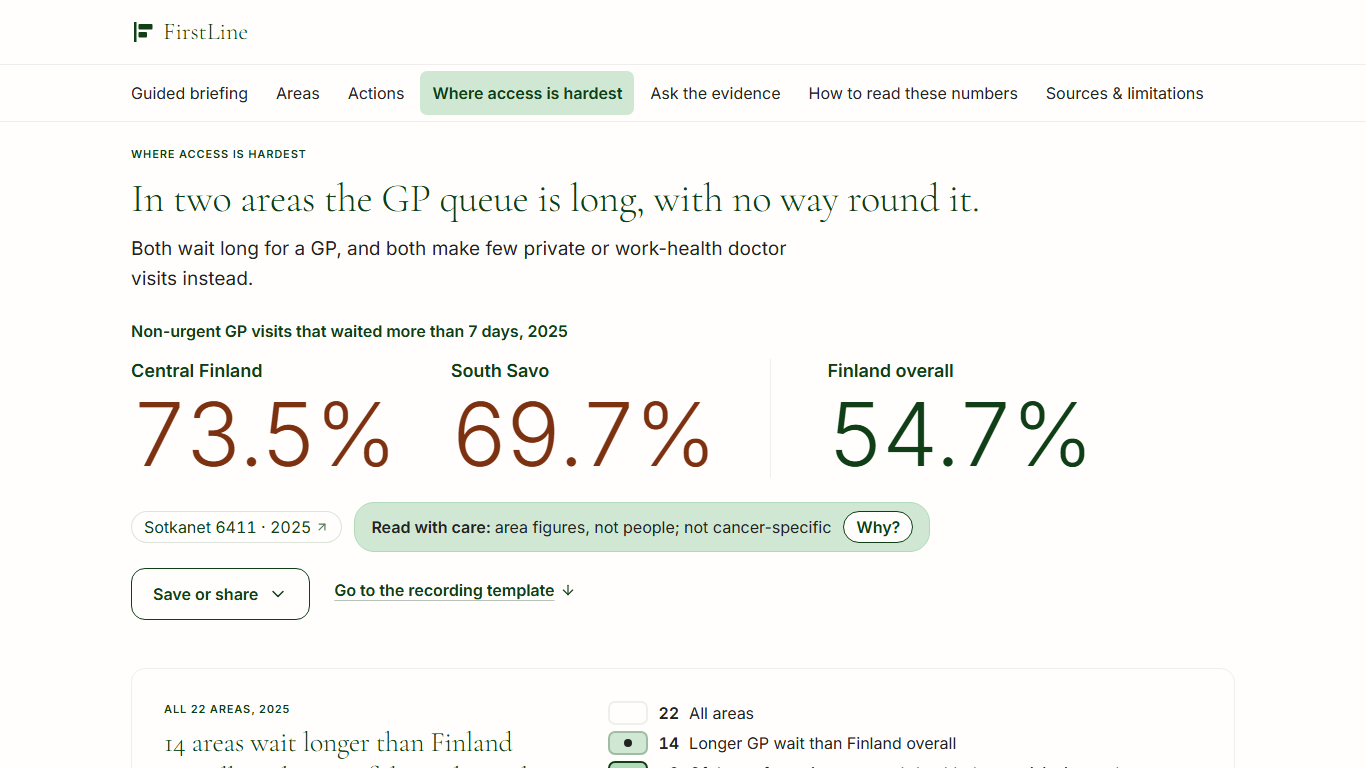 FirstLine
Guided briefing
Areas
Actions
Where access is hardest
Ask the evidence
How to read these numbers
Sources & limitations
WHERE ACCESS IS HARDEST
In two areas the GP queue is long, with no way round it.
Both wait long for a GP, and both make few private or work-health doctor
visits instead.
Non-urgent GP visits that waited more than 7 days, 2025
Central Finland
73.5%
South Savo
69.7%
Finland overall
54.7%
Sotkanet 6411 · 2025 ↗
Read with care: area figures, not people; not cancer-specific
Why?
Save or share
Go to the recording template ↓
ALL 22 AREAS, 2025
14 areas wait longer than Finland
22 All areas
14 Longer GP wait than Finland overall